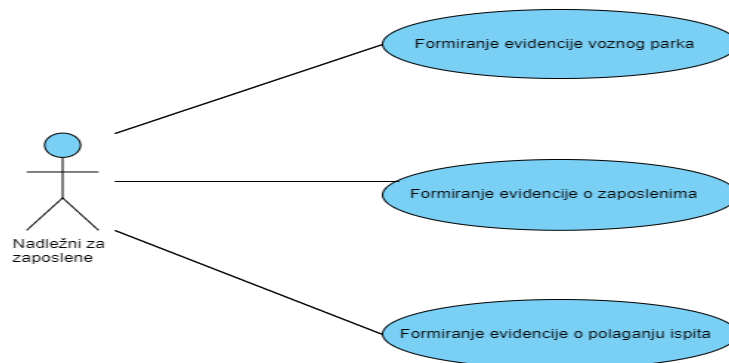 Formiranje evidencije voznog parka
Formiranje evidencije o zaposlenima
Nadležni za
zaposlene
Formiranje evidencije o polaganju ispita